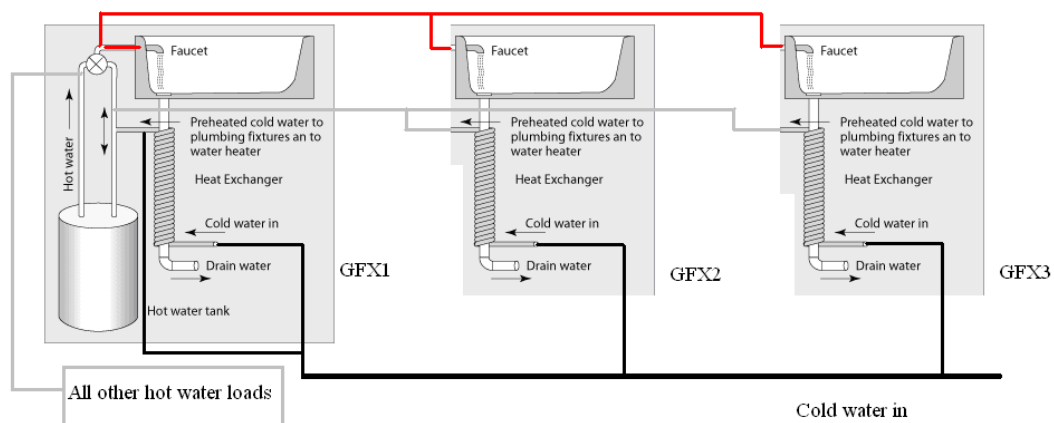 Faucet
Preheated cold water to
plumbing fixtures an to
water heater
Hot water
Heat Exchanger
Cold water in
Drain water
Hot water tank
GFX1
Faucet
Preheated cold water to
plumbing fixtures an to
water heater
Heat Exchanger
Cold water in
Drain water
GFX2
Faucet
Preheated cold water to
plumbing fixtures an to
water heater
Heat Exchanger
Cold water in
Drain water
GFX3
All other hot water loads
Cold water in